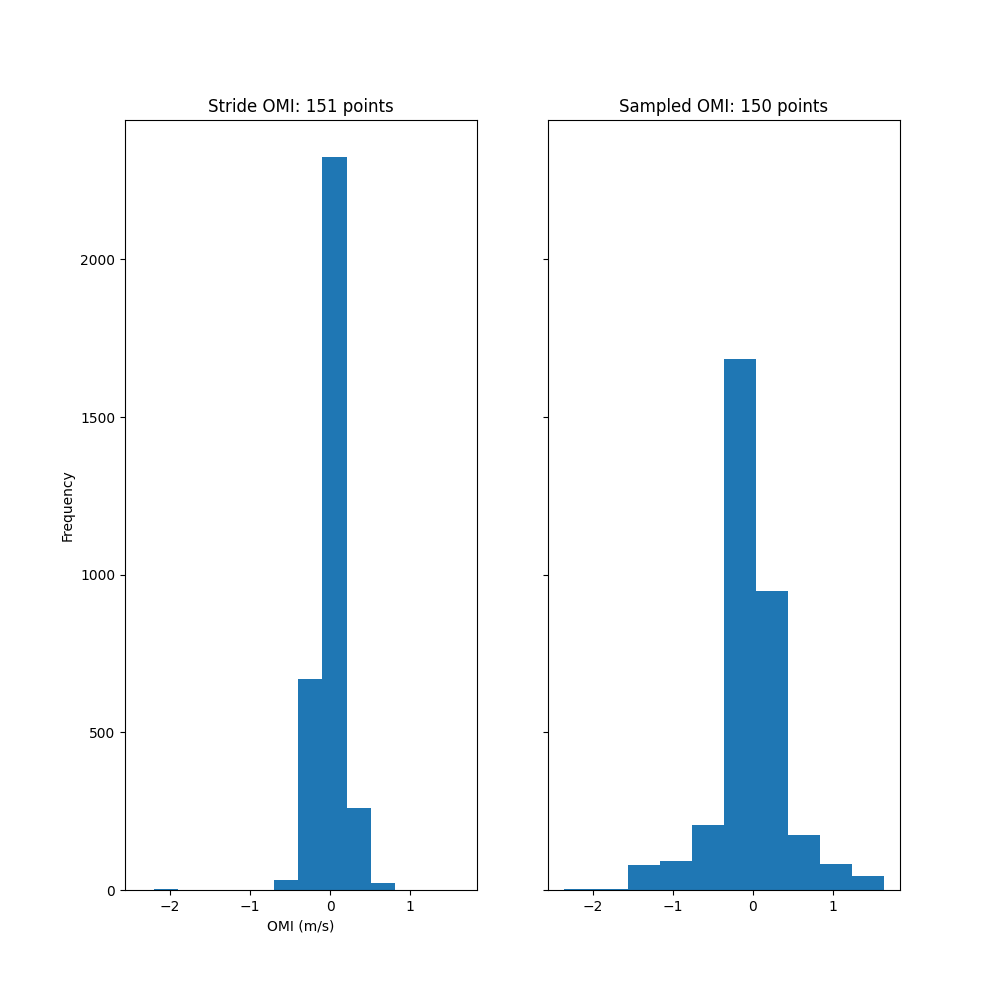 Stride OMI: 151 points
Sampled OMI: 150 points
Frequency
2000
1500
1000
500
0
−2 −1 0 1
OMI (m/s)
−2 −1 0 1